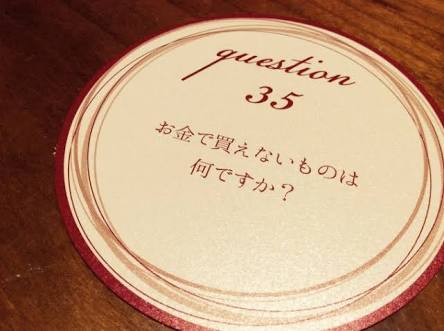 question
35
お金で買えないものは
何ですか？